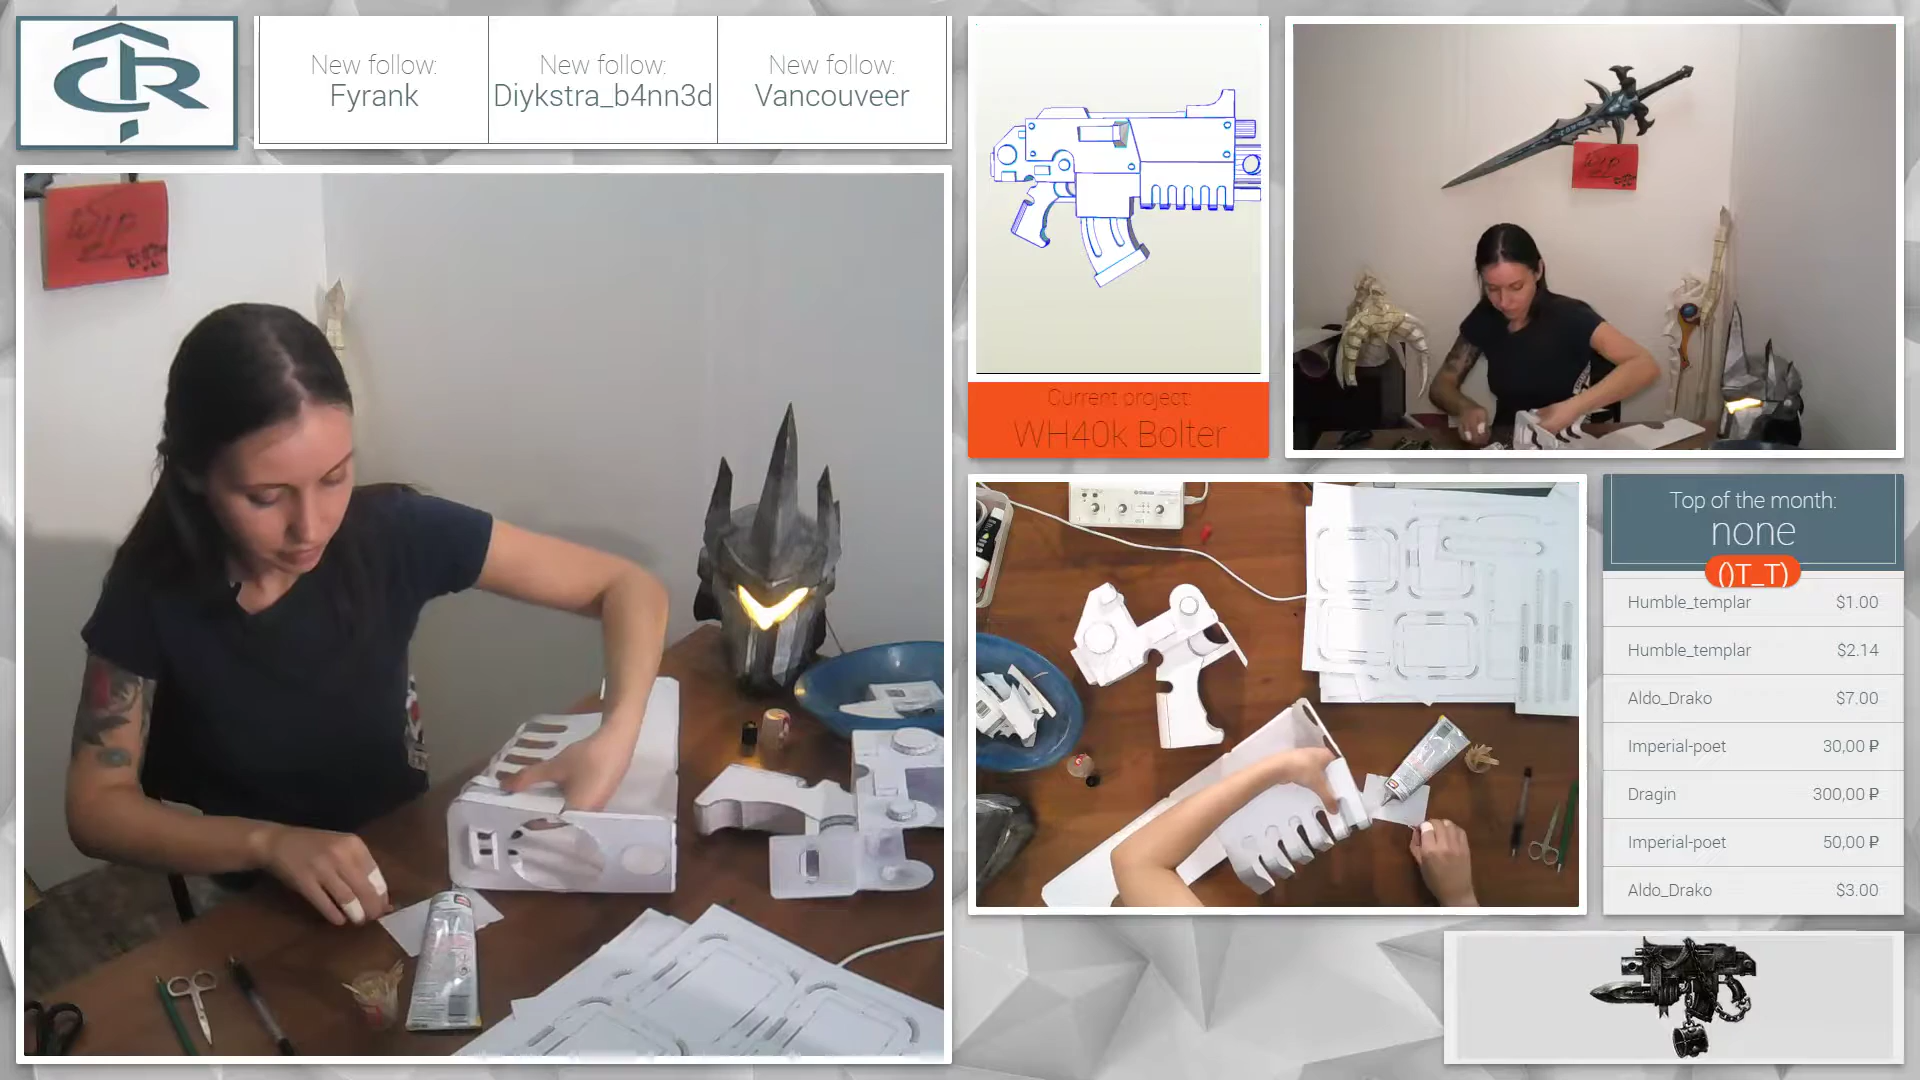 New follow:
Fyrank
New follow:
Diykstra_b4nn3d
New follow:
Vancouveer
WIP
Current project:
WH40k Bolter
WIP
Top of the month:
none
()T_T)
Humble_templar $1.00
Humble_templar $2.14
Aldo_Drako $7.00
Imperial-poet 30,00 ₽
Dragin 300,00 ₽
Imperial-poet 50,00 ₽
Aldo_Drako $3.00